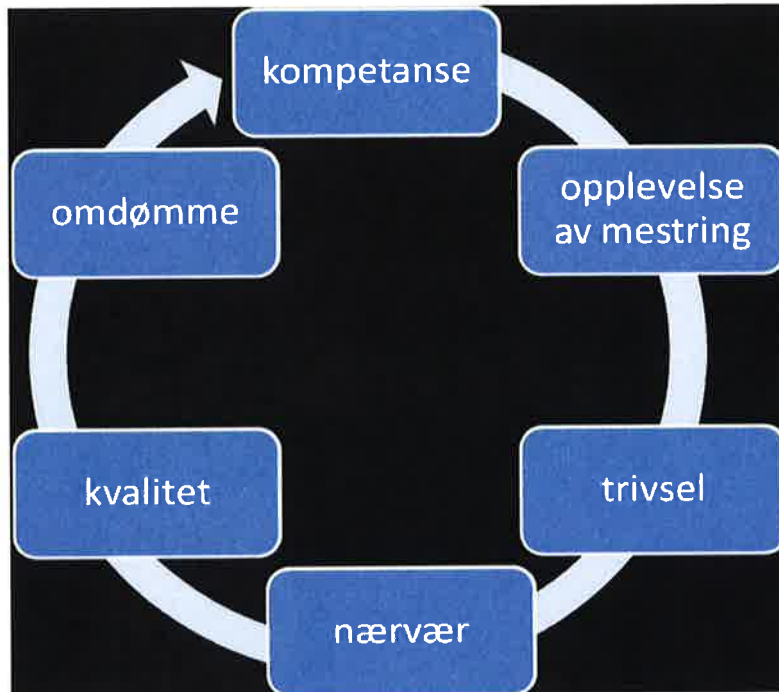 kompetanse
opplevelse
av mestring
trivsel
nærvær
kvalitet
omdømme